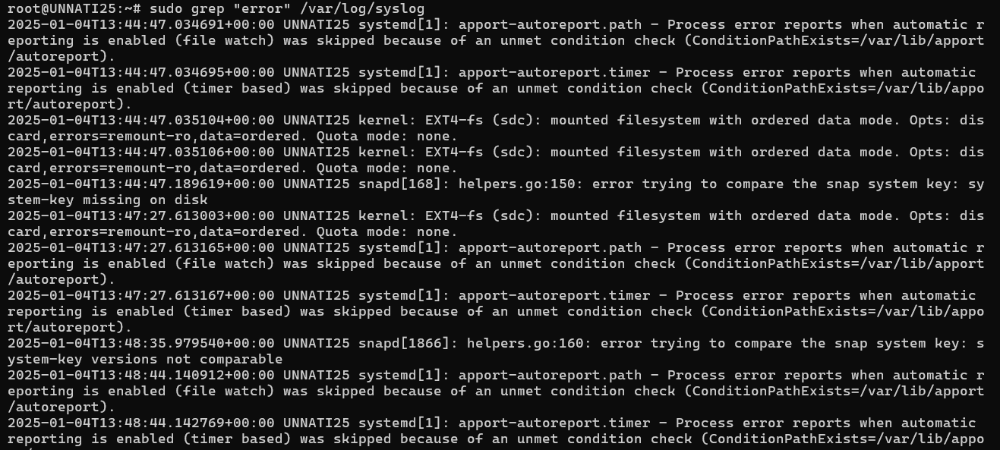 root@UNNATI25:~# sudo grep "error" /var/log/syslog
2025-01-04T13:44:47.034691+00:00 UNNATI25 systemd[1]: apport-autoreport.path - Process error reports when automatic r
eporting is enabled (file watch) was skipped because of an unmet condition check (ConditionPathExists=/var/lib/apport
/autoreport).
2025-01-04T13:44:47.034695+00:00 UNNATI25 systemd[1]: apport-autoreport.timer - Process error reports when automatic
reporting is enabled (timer based) was skipped because of an unmet condition check (ConditionPathExists=/var/lib/appo
rt/autoreport).
2025-01-04T13:44:47.035104+00:00 UNNATI25 kernel: EXT4-fs (sdc): mounted filesystem with ordered data mode. Opts: dis
card,errors=remount-ro,data=ordered. Quota mode: none.
2025-01-04T13:44:47.035106+00:00 UNNATI25 kernel: EXT4-fs (sdc): mounted filesystem with ordered data mode. Opts: dis
card,errors=remount-ro,data=ordered. Quota mode: none.
2025-01-04T13:44:47.189619+00:00 UNNATI25 snapd[168]: helpers.go:150: error trying to compare the snap system key: sy
stem-key missing on disk
2025-01-04T13:47:27.613003+00:00 UNNATI25 kernel: EXT4-fs (sdc): mounted filesystem with ordered data mode. Opts: dis
card,errors=remount-ro,data=ordered. Quota mode: none.
2025-01-04T13:47:27.613165+00:00 UNNATI25 systemd[1]: apport-autoreport.path - Process error reports when automatic r
eporting is enabled (file watch) was skipped because of an unmet condition check (ConditionPathExists=/var/lib/apport
/autoreport).
2025-01-04T13:47:27.613167+00:00 UNNATI25 systemd[1]: apport-autoreport.timer - Process error reports when automatic
reporting is enabled (timer based) was skipped because of an unmet condition check (ConditionPathExists=/var/lib/appo
rt/autoreport).
2025-01-04T13:48:35.979540+00:00 UNNATI25 snapd[1866]: helpers.go:160: error trying to compare the snap system key: s
ystem-key versions not comparable
2025-01-04T13:48:44.140912+00:00 UNNATI25 systemd[1]: apport-autoreport.path - Process error reports when automatic r
eporting is enabled (file watch) was skipped because of an unmet condition check (ConditionPathExists=/var/lib/apport
/autoreport).
2025-01-04T13:48:44.142769+00:00 UNNATI25 systemd[1]: apport-autoreport.timer - Process error reports when automatic
reporting is enabled (timer based) was skipped because of an unmet condition check (ConditionPathExists=/var/lib/appo